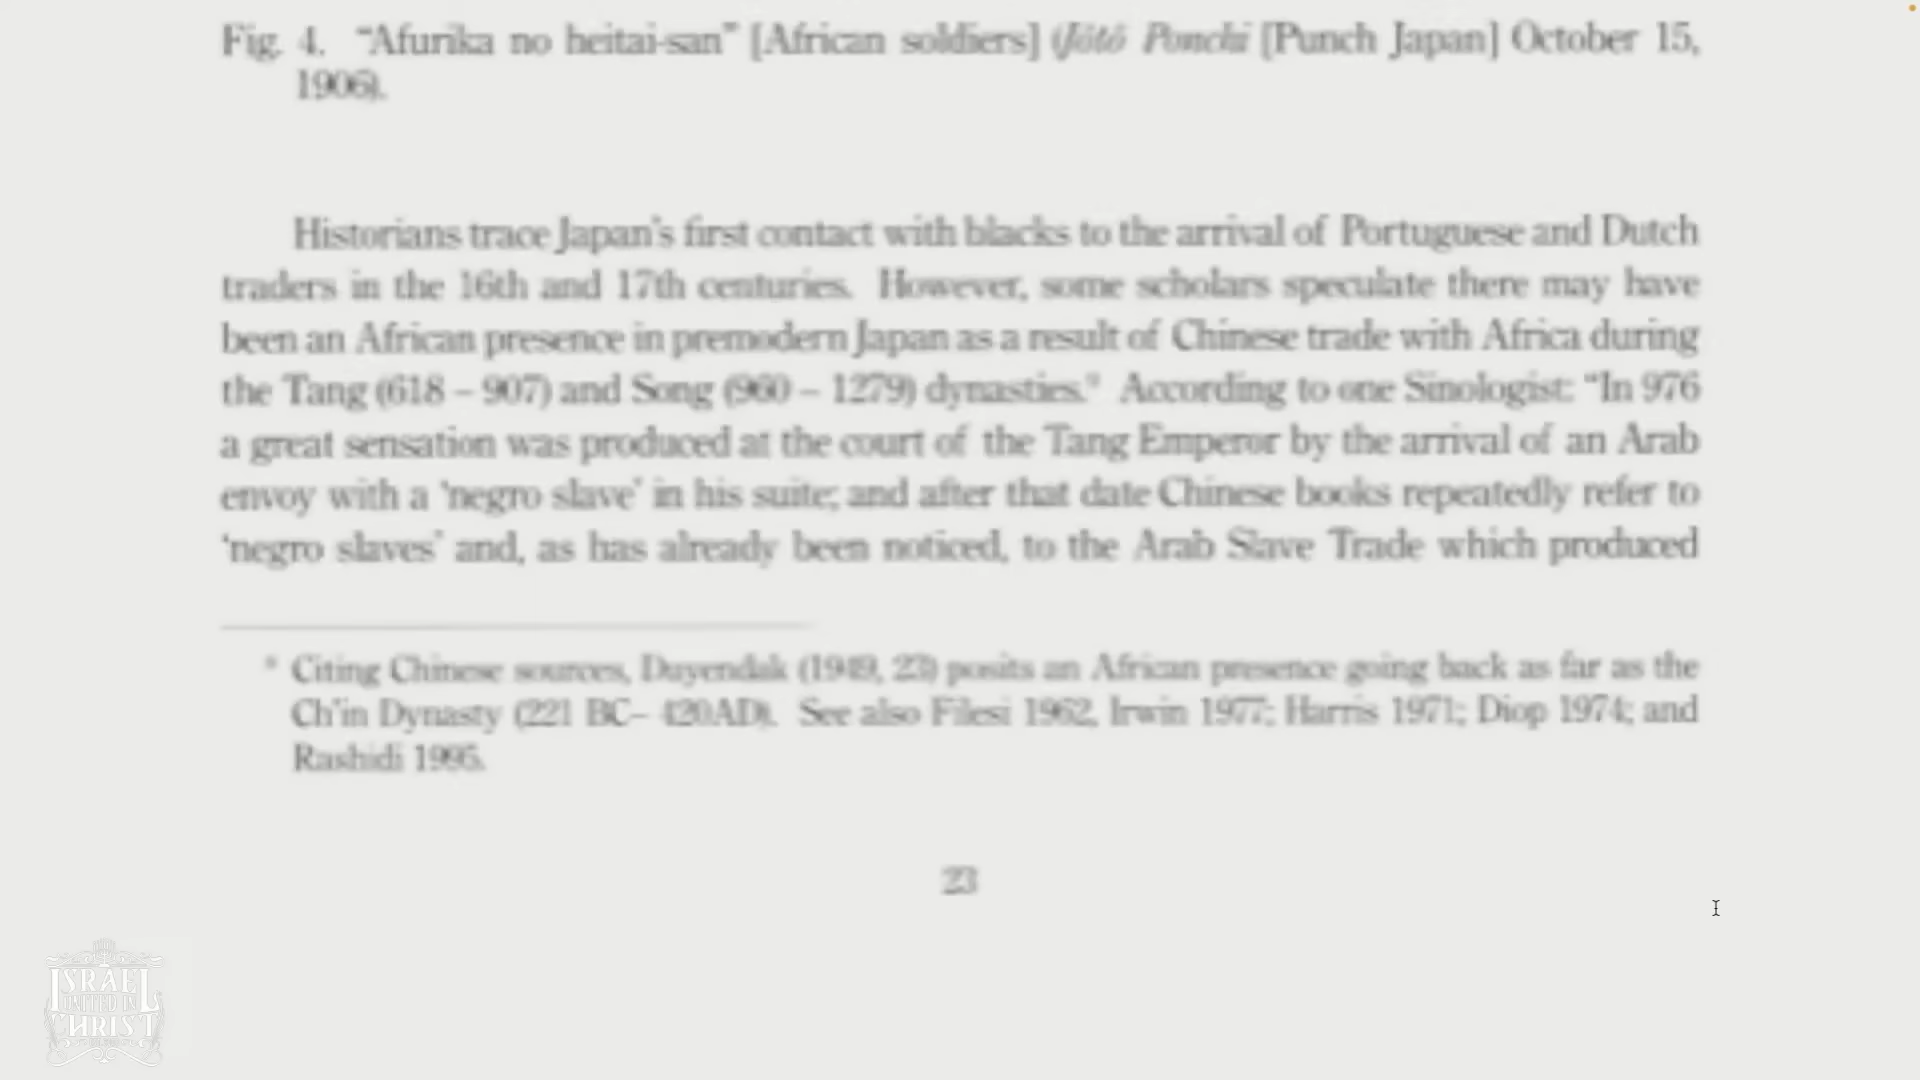 Fig. 4. “Afurika no heitai-san” [African soldiers] (Jōtō Ponchi [Punch Japan] October 15,
1906).
Historians trace Japan’s first contact with blacks to the arrival of Portuguese and Dutch
traders in the 16th and 17th centuries. However, some scholars speculate there may have
been an African presence in premodern Japan as a result of Chinese trade with Africa during
the Tang (618 – 907) and Song (960 – 1279) dynasties.* According to one Sinologist: “In 976
a great sensation was produced at the court of the Tang Emperor by the arrival of an Arab
envoy with a ‘negro slave’ in his suite; and after that date Chinese books repeatedly refer to
‘negro slaves’ and, as has already been noticed, to the Arab Slave Trade which produced
* Citing Chinese sources, Duyendak (1949, 23) posits an African presence going back as far as the
Ch’in Dynasty (221 BC– 420AD). See also Filesi 1962, Irwin 1977; Harris 1971; Diop 1974; and
Rashidi 1995.
23
ISRAEL
UNITED IN
CHRIST